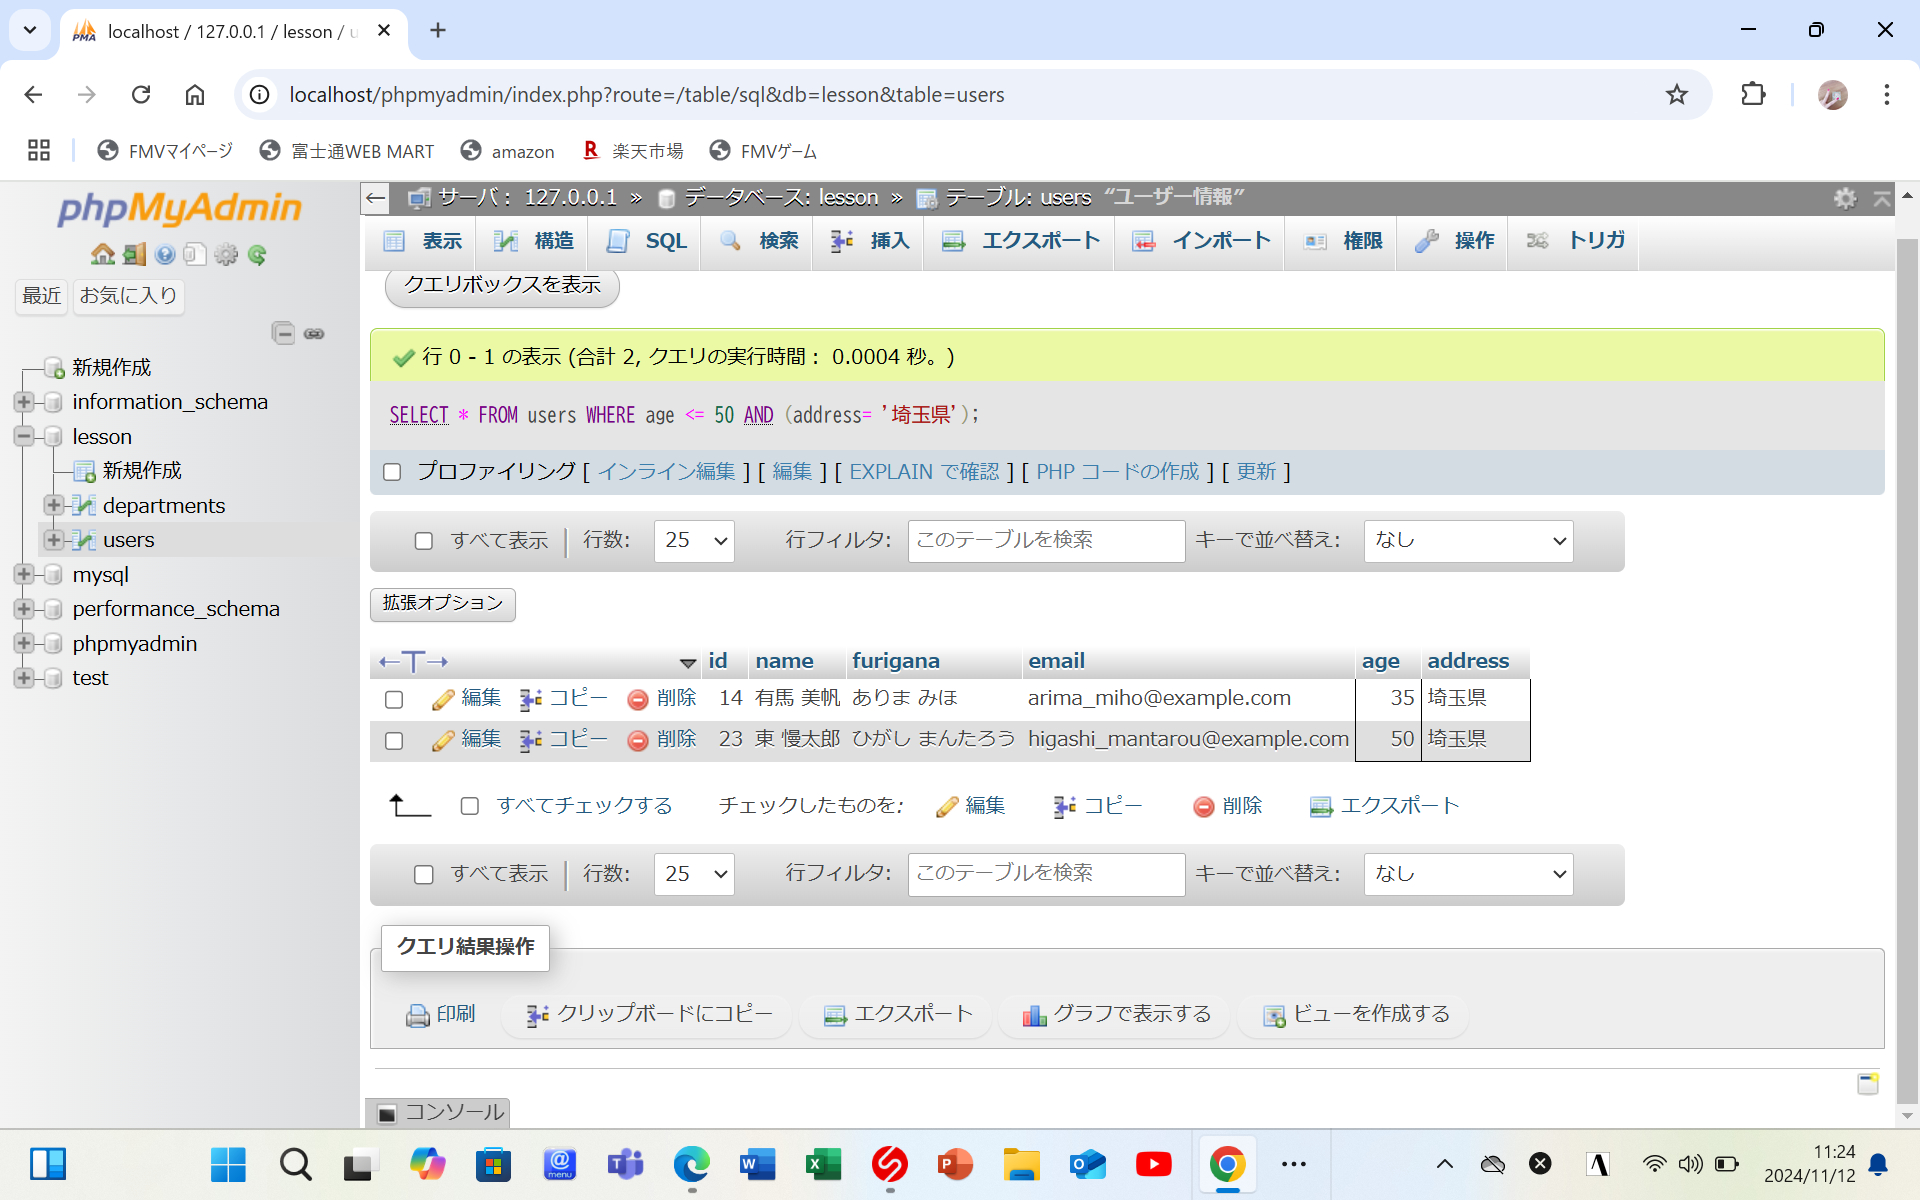 localhost / 127.0.0.1 / lesson / u
localhost/phpmyadmin/index.php?route=/table/sql&db=lesson&table=users
FMVマイページ 富士通WEB MART amazon 楽天市場 FMVゲーム
phpMyAdmin
最近 お気に入り
新規作成
information_schema
lesson
新規作成
departments
users
mysql
performance_schema
phpmyadmin
test
サーバ: 127.0.0.1 » データベース: lesson » テーブル: users “ユーザー情報”
表示 構造 SQL 検索 挿入 エクスポート インポート 権限 操作 トリガ
クエリボックスを表示
行 0 - 1 の表示 (合計 2, クエリの実行時間: 0.0004 秒。)
SELECT * FROM users WHERE age <= 50 AND (address= '埼玉県');
プロファイリング [ インライン編集 ] [ 編集 ] [ EXPLAIN で確認 ] [ PHP コードの作成 ] [ 更新 ]
すべて表示 行数: 25 行フィルタ: このテーブルを検索 キーで並べ替え: なし
拡張オプション
←T→ id name furigana email age address
編集 コピー 削除 14 有馬 美帆 ありま みほ arima_miho@example.com 35 埼玉県
編集 コピー 削除 23 東 慢太郎 ひがし まんたろう higashi_mantarou@example.com 50 埼玉県
すべてチェックする チェックしたものを: 編集 コピー 削除 エクスポート
すべて表示 行数: 25 行フィルタ: このテーブルを検索 キーで並べ替え: なし
クエリ結果操作
印刷 クリップボードにコピー エクスポート グラフで表示する ビューを作成する
コンソール
11:24
2024/11/12